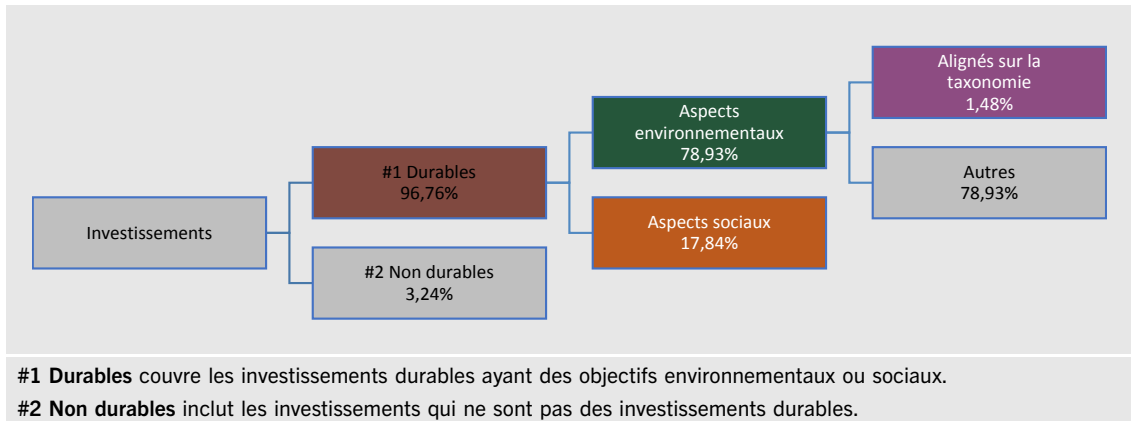 Investissements
#1 Durables
96,76%
#2 Non durables
3,24%
Aspects
environnementaux
78,93%
Aspects sociaux
17,84%
Alignés sur la
taxonomie
1,48%
Autres
78,93%
#1 Durables couvre les investissements durables ayant des objectifs environnementaux ou sociaux.
#2 Non durables inclut les investissements qui ne sont pas des investissements durables.